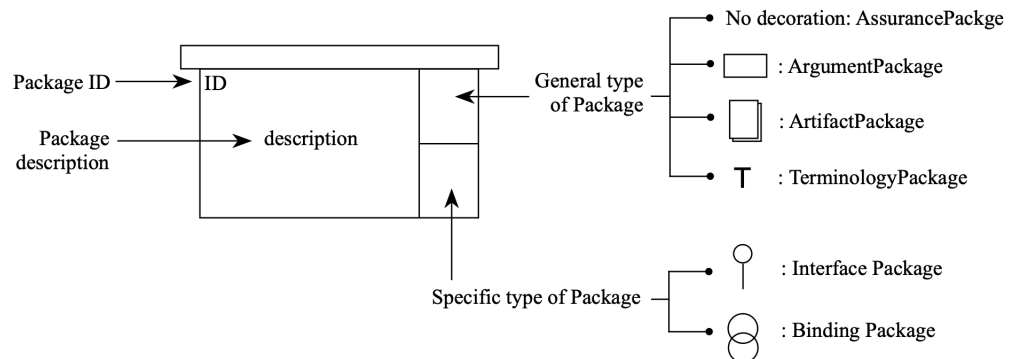 No decoration: AssurancePackge
Package ID
ID
General type
of Package
: ArgumentPackage
Package
description
description
: ArtifactPackage
T : TerminologyPackage
: Interface Package
Specific type of Package
: Binding Package